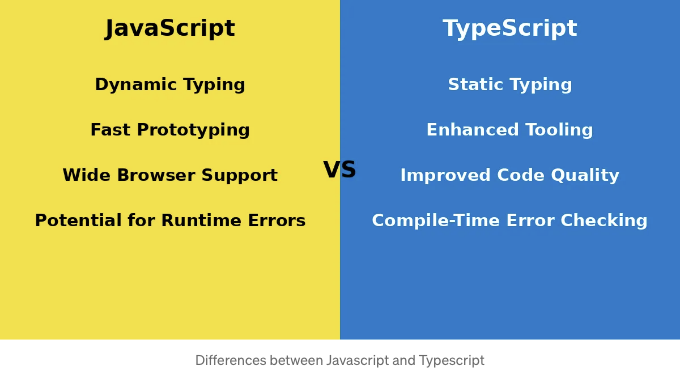 JavaScript
Dynamic Typing
Fast Prototyping
Wide Browser Support
Potential for Runtime Errors
VS
TypeScript
Static Typing
Enhanced Tooling
Improved Code Quality
Compile-Time Error Checking
Differences between Javascript and Typescript